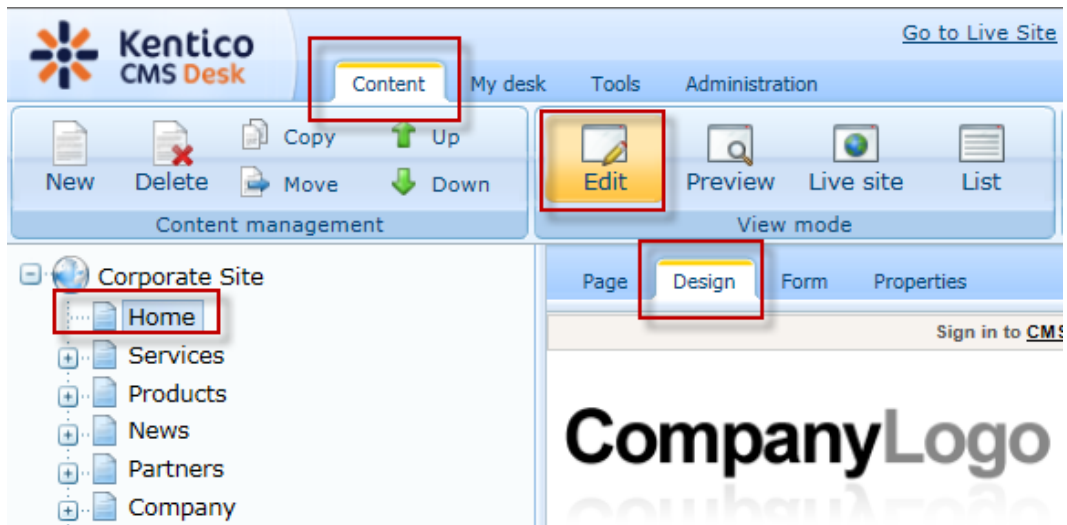 Kentico
CMS Desk
Go to Live Site
Content My desk Tools Administration
Copy Up
New Delete Move Down
Edit Preview Live site List
Content management View mode
Corporate Site
Page Design Form Properties
Home
Sign in to CMS
Services
Products
News
CompanyLogo
Partners
Company